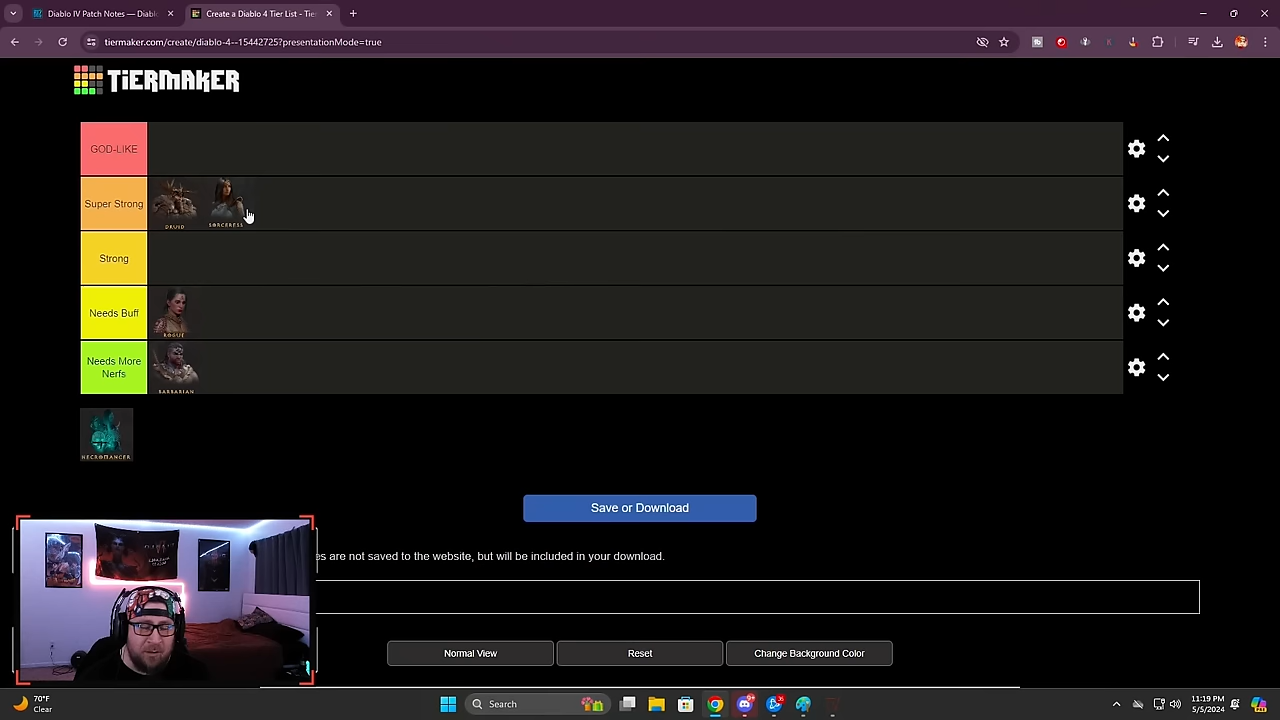 Diablo IV Patch Notes — Diabl
Create a Diablo 4 Tier List - Tie
tiermaker.com/create/diablo-4--15442725?presentationMode=true
TiERMAKER
GOD-LIKE
Super Strong
DRUID
SORCERESS
Strong
Needs Buff
ROGUE
Needs More
Nerfs
BARBARIAN
NECROMANCER
Save or Download
es are not saved to the website, but will be included in your download.
Normal View
Reset
Change Background Color
70°F
Clear
Search
11:19 PM
5/5/2024